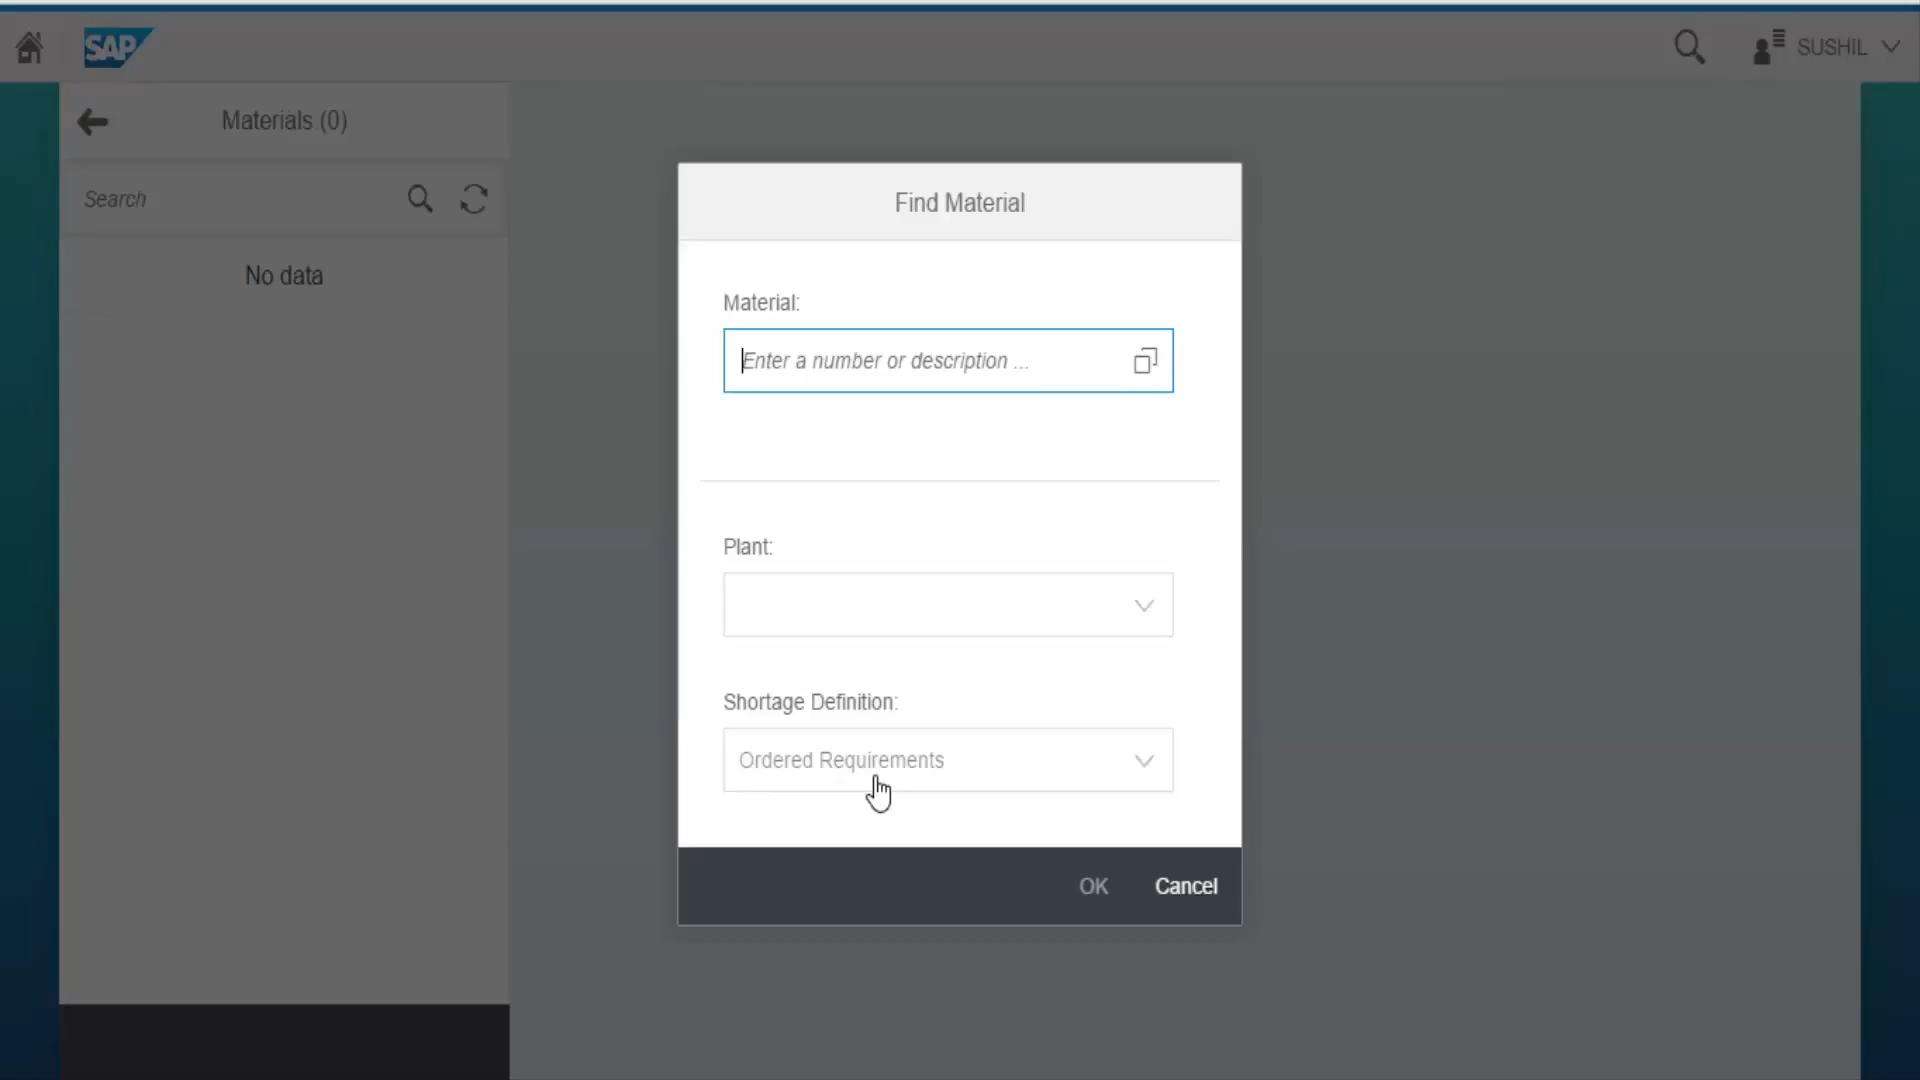 SAP
SUSHIL
Materials (0)
Search
No data
Find Material
Material:
Enter a number or description ...
Plant:
Shortage Definition:
Ordered Requirements
OK
Cancel